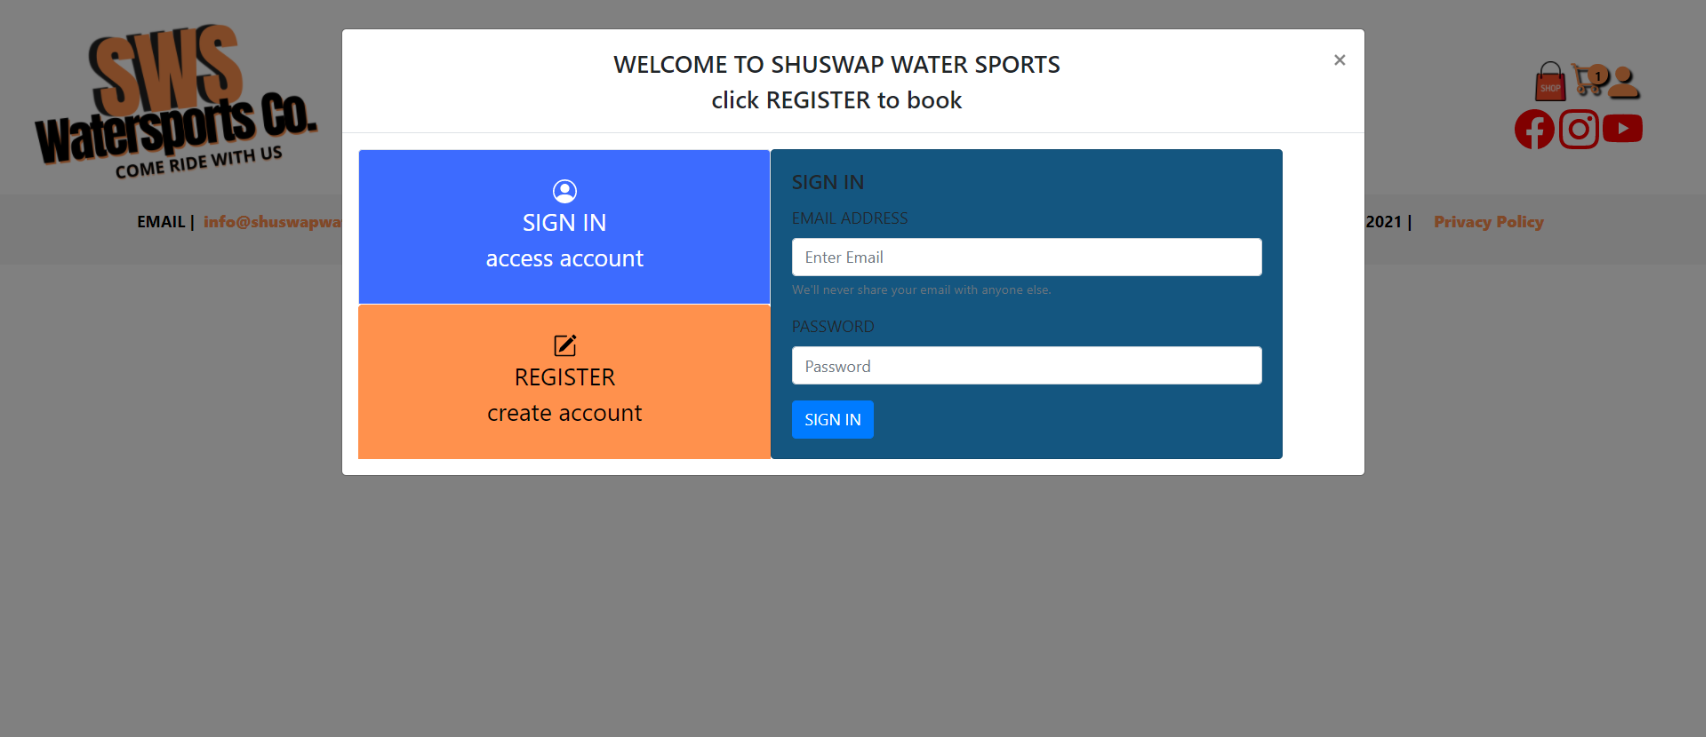 SWS
Watersports Co.
COME RIDE WITH US
WELCOME TO SHUSWAP WATER SPORTS
click REGISTER to book
×
SHOP
1
EMAIL | info@shuswapwa
2021 | Privacy Policy
SIGN IN
access account
REGISTER
create account
SIGN IN
EMAIL ADDRESS
Enter Email
We'll never share your email with anyone else.
PASSWORD
Password
SIGN IN